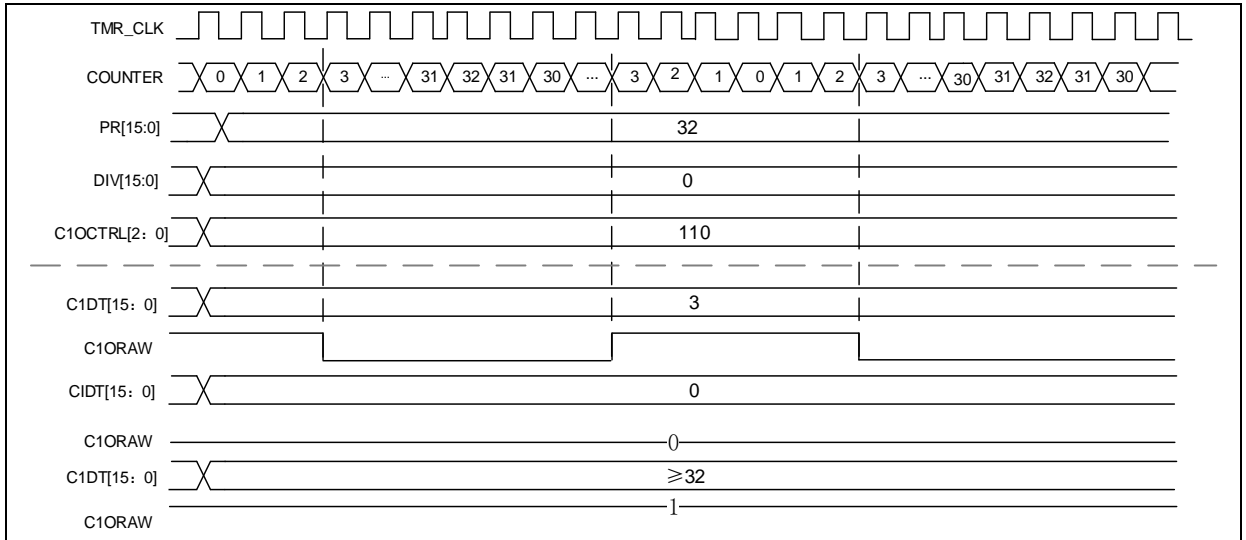 TMR_CLK
COUNTER 0 1 2 3 ... 31 32 31 30 ... 3 2 1 0 1 2 3 ... 30 31 32 31 30
PR[15:0] 32
DIV[15:0] 0
C1OCTRL[2：0] 110
C1DT[15：0] 3
C1ORAW
CIDT[15：0] 0
C1ORAW 0
C1DT[15：0] ≥32
C1ORAW 1